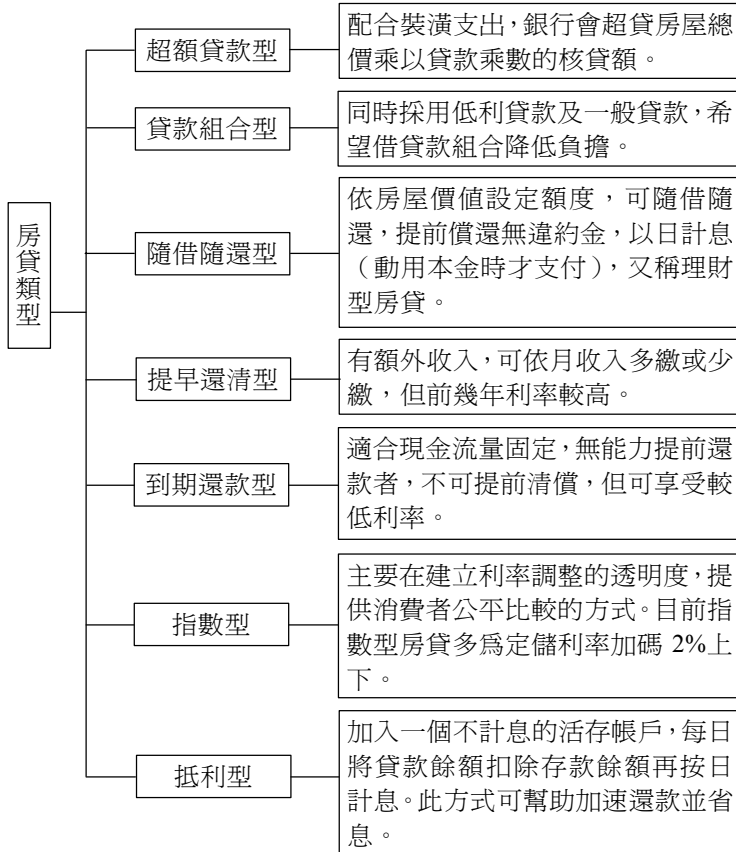 房貸類型
超額貸款型
配合裝潢支出，銀行會超貸房屋總
價乘以貸款乘數的核貸額。
貸款組合型
同時採用低利貸款及一般貸款，希
望借貸款組合降低負擔。
隨借隨還型
依房屋價值設定額度，可隨借隨
還，提前償還無違約金，以日計息
（動用本金時才支付），又稱理財
型房貸。
提早還清型
有額外收入，可依月收入多繳或少
繳，但前幾年利率較高。
到期還款型
適合現金流量固定，無能力提前還
款者，不可提前清償，但可享受較
低利率。
指數型
主要在建立利率調整的透明度，提
供消費者公平比較的方式。目前指
數型房貸多爲定儲利率加碼 2%上
下。
抵利型
加入一個不計息的活存帳戶，每日
將貸款餘額扣除存款餘額再按日
計息。此方式可幫助加速還款並省
息。